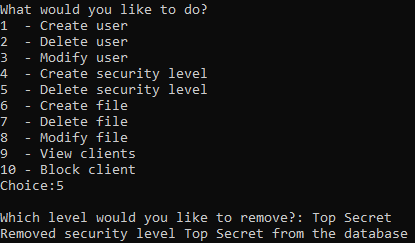 What would you like to do?
1  - Create user
2  - Delete user
3  - Modify user
4  - Create security level
5  - Delete security level
6  - Create file
7  - Delete file
8  - Modify file
9  - View clients
10 - Block client
Choice:5

Which level would you like to remove?: Top Secret
Removed security level Top Secret from the database